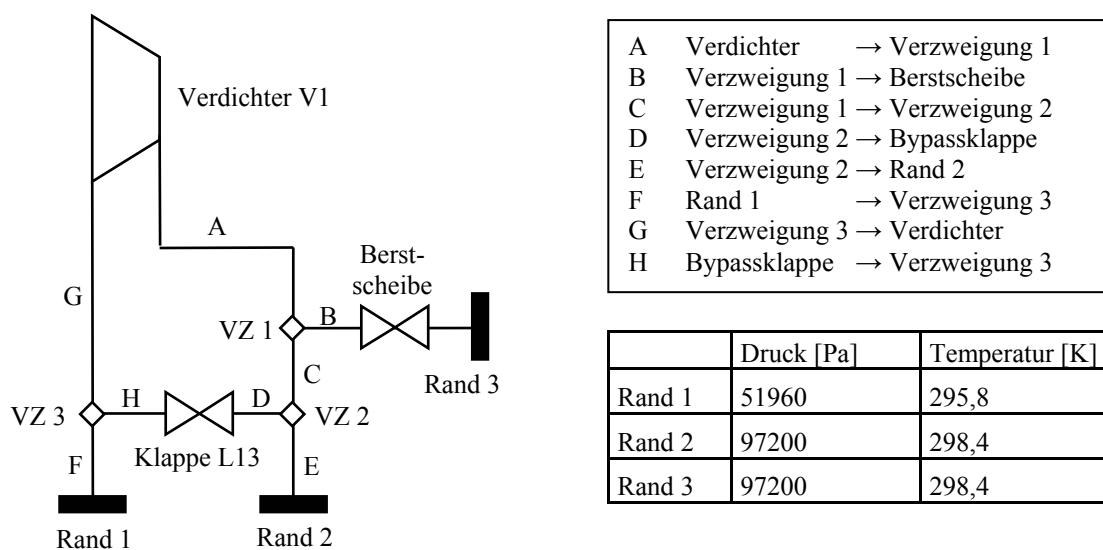 Verdichter V1
A
Berst-
scheibe
G
VZ 1
B
Rand 3
C
VZ 3
H
D
VZ 2
Klappe L13
F
E
Rand 1
Rand 2
A Verdichter → Verzweigung 1
B Verzweigung 1 → Berstscheibe
C Verzweigung 1 → Verzweigung 2
D Verzweigung 2 → Bypassklappe
E Verzweigung 2 → Rand 2
F Rand 1 → Verzweigung 3
G Verzweigung 3 → Verdichter
H Bypassklappe → Verzweigung 3
Druck [Pa] Temperatur [K]
Rand 1 51960 295,8
Rand 2 97200 298,4
Rand 3 97200 298,4